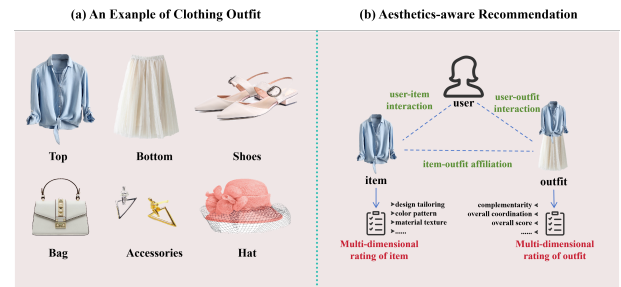 (a) An Exanple of Clothing Outfit
(b) Aesthetics-aware Recommendation
Top
Bottom
Shoes
Bag
Accessories
Hat
user
user-item
interaction
user-outfit
interaction
item-outfit affiliation
item
outfit
➤design tailoring
➤color pattern
➤material texture
➤......
Multi-dimensional
rating of item
complementarity
overall coordination
overall score
......
Multi-dimensional
rating of outfit